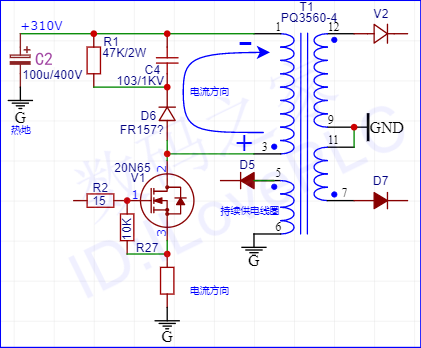 T1
PQ3560-4
+310V
1
12
V2
R1
47K/2W
C2
100u/400V
C4
103/1KV
电流方向
G
热地
D6
FR157?
9
GND
3
11
20N65
V1
2
D5
5
R2
15
1
持续供电线圈
7
D7
10K
3
6
R27
G
电流方向
G